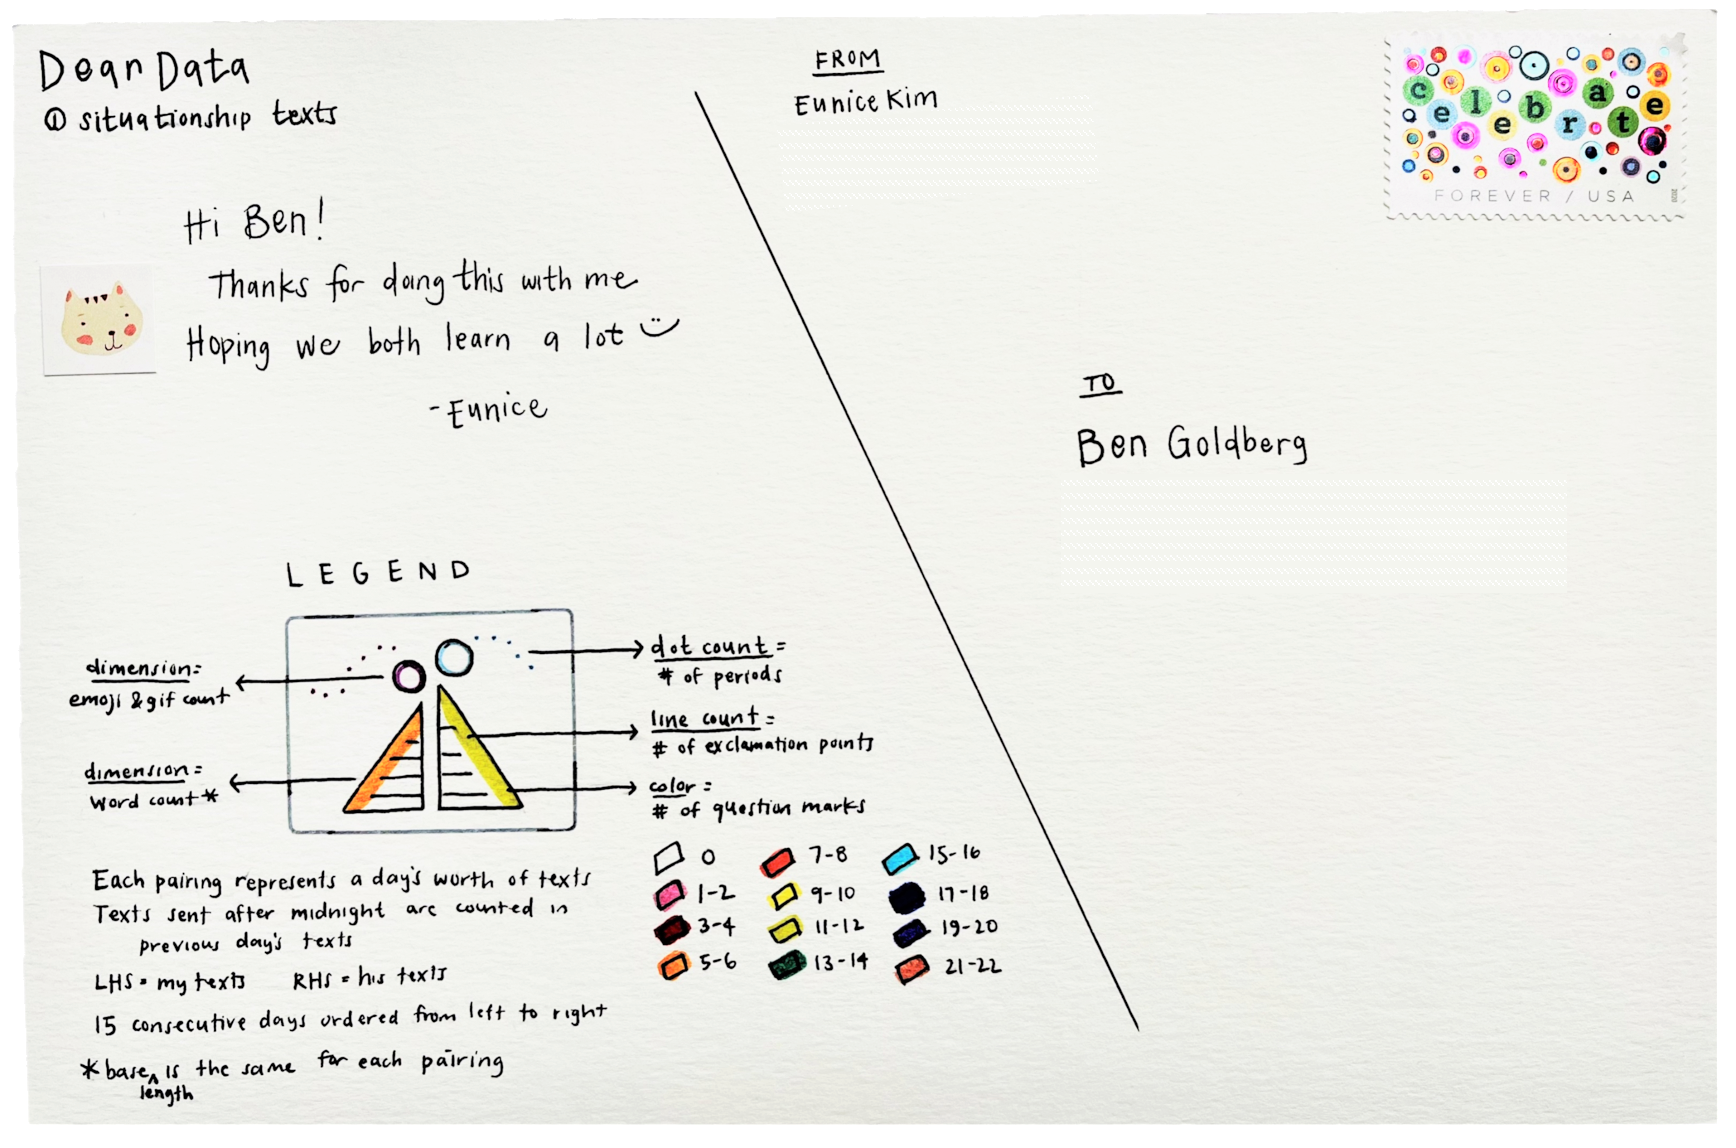 Dear Data
① situationship texts
Hi Ben!
Thanks for doing this with me
Hoping we both learn a lot
-Eunice
FROM
Eunice Kim
celebrate
FOREVER / USA
2020
TO
Ben Goldberg
LEGEND
dimension=
emoji & gif count
dimension=
word count*
dot count =
# of periods
line count =
# of exclamation points
color =
# of question marks
0
1-2
3-4
5-6
7-8
9-10
11-12
13-14
15-16
17-18
19-20
21-22
Each pairing represents a day's worth of texts
Texts sent after midnight are counted in
previous day's texts
LHS = my texts RHS = his texts
15 consecutive days ordered from left to right
*base length is the same for each pairing